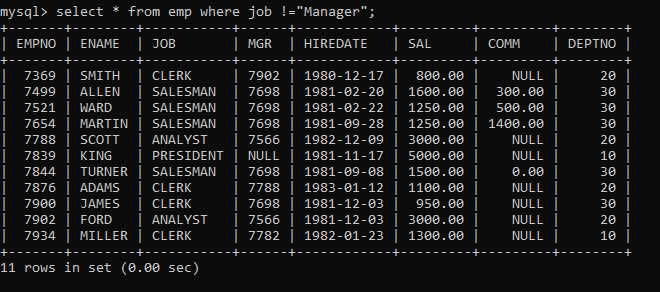 mysql> select * from emp where job !="Manager";
+-------+--------+-----------+------+------------+---------+---------+--------+
| EMPNO | ENAME  | JOB       | MGR  | HIREDATE   | SAL     | COMM    | DEPTNO |
+-------+--------+-----------+------+------------+---------+---------+--------+
|  7369 | SMITH  | CLERK     | 7902 | 1980-12-17 |  800.00 |    NULL |     20 |
|  7499 | ALLEN  | SALESMAN  | 7698 | 1981-02-20 | 1600.00 |  300.00 |     30 |
|  7521 | WARD   | SALESMAN  | 7698 | 1981-02-22 | 1250.00 |  500.00 |     30 |
|  7654 | MARTIN | SALESMAN  | 7698 | 1981-09-28 | 1250.00 | 1400.00 |     30 |
|  7788 | SCOTT  | ANALYST   | 7566 | 1982-12-09 | 3000.00 |    NULL |     20 |
|  7839 | KING   | PRESIDENT | NULL | 1981-11-17 | 5000.00 |    NULL |     10 |
|  7844 | TURNER | SALESMAN  | 7698 | 1981-09-08 | 1500.00 |    0.00 |     30 |
|  7876 | ADAMS  | CLERK     | 7788 | 1983-01-12 | 1100.00 |    NULL |     20 |
|  7900 | JAMES  | CLERK     | 7698 | 1981-12-03 |  950.00 |    NULL |     30 |
|  7902 | FORD   | ANALYST   | 7566 | 1981-12-03 | 3000.00 |    NULL |     20 |
|  7934 | MILLER | CLERK     | 7782 | 1982-01-23 | 1300.00 |    NULL |     10 |
+-------+--------+-----------+------+------------+---------+---------+--------+
11 rows in set (0.00 sec)